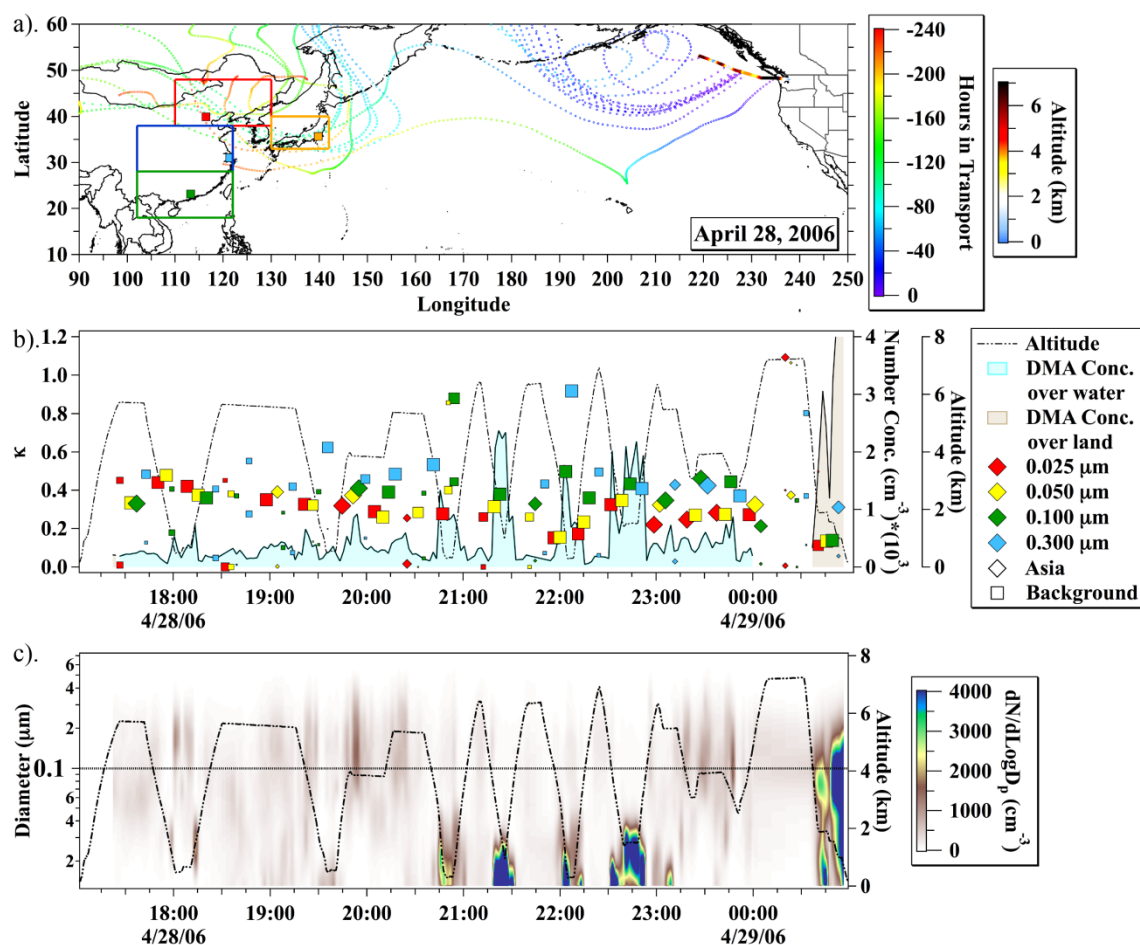 a).
60
50
40
30
20
10
Latitude
90 100 110 120 130 140 150 160 170 180 190 200 210 220 230 240 250
Longitude
April 28, 2006
-240
-200
-160
-120
-80
-40
0
Hours in Transport
6
4
2
0
Altitude (km)
b).
1.2
1.0
0.8
0.6
0.4
0.2
0.0
κ
4
3
2
1
0
Number Conc. (cm⁻³)*(10³)
8
6
4
2
0
Altitude (km)
18:00 19:00 20:00 21:00 22:00 23:00 00:00
4/28/06 4/29/06
Altitude
DMA Conc.
over water
DMA Conc.
over land
0.025 μm
0.050 μm
0.100 μm
0.300 μm
Asia
Background
c).
6
4
2
0.1
6
4
2
Diameter (μm)
8
6
4
2
0
Altitude (km)
18:00 19:00 20:00 21:00 22:00 23:00 00:00
4/28/06 4/29/06
4000
3000
2000
1000
0
dN/dLogDₚ (cm⁻³)